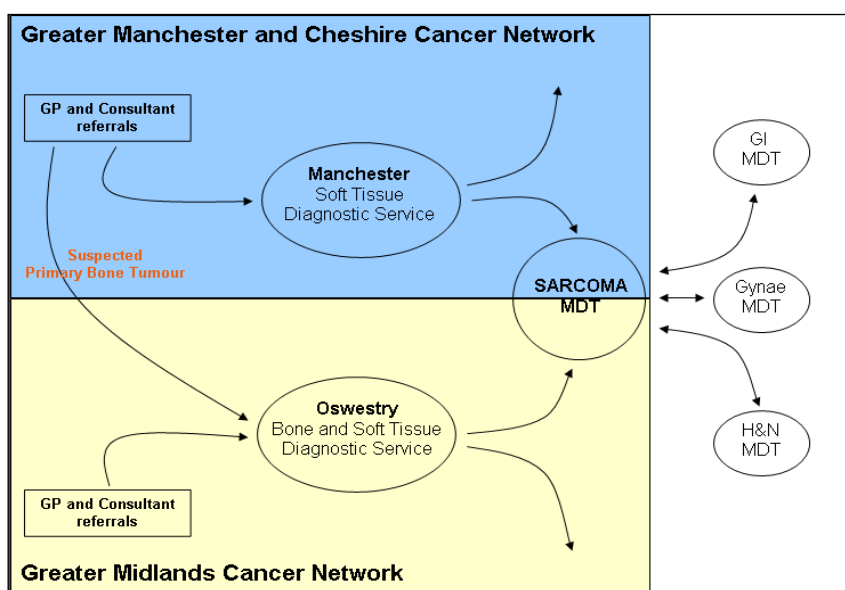 Greater Manchester and Cheshire Cancer Network
GP and Consultant
referrals
Manchester
Soft Tissue
Diagnostic Service
GI
MDT
Suspected
Primary Bone Tumour
SARCOMA
MDT
Gynae
MDT
Oswestry
Bone and Soft Tissue
Diagnostic Service
H&N
MDT
GP and Consultant
referrals
Greater Midlands Cancer Network